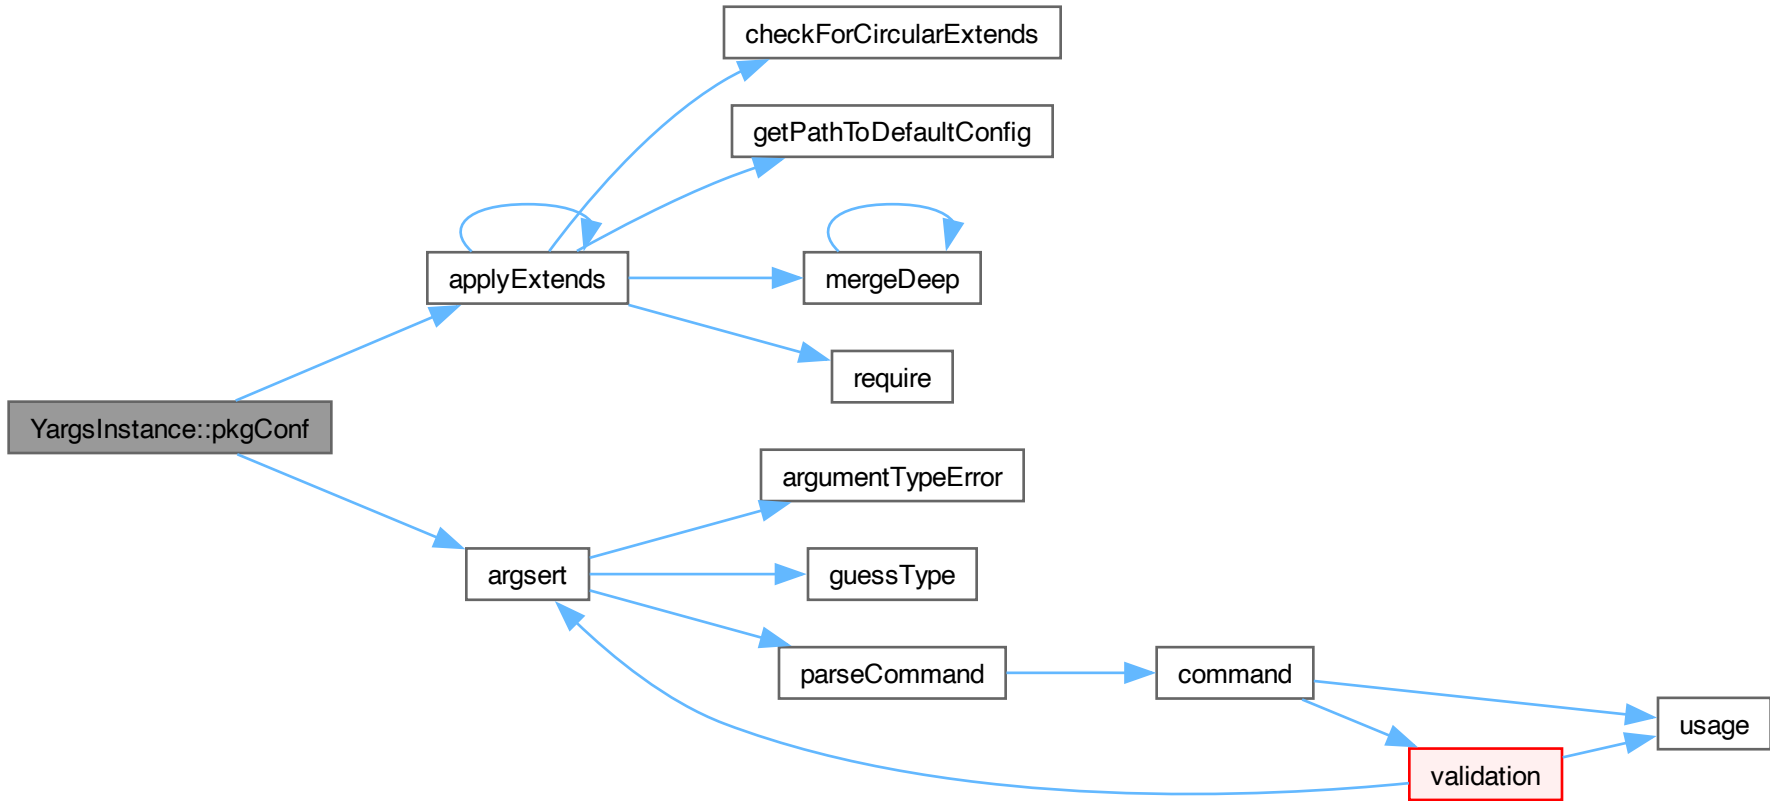 checkForCircularExtends
getPathToDefaultConfig
applyExtends
mergeDeep
require
YargsInstance::pkgConf
argumentTypeError
argsert
guessType
parseCommand
command
usage
validation